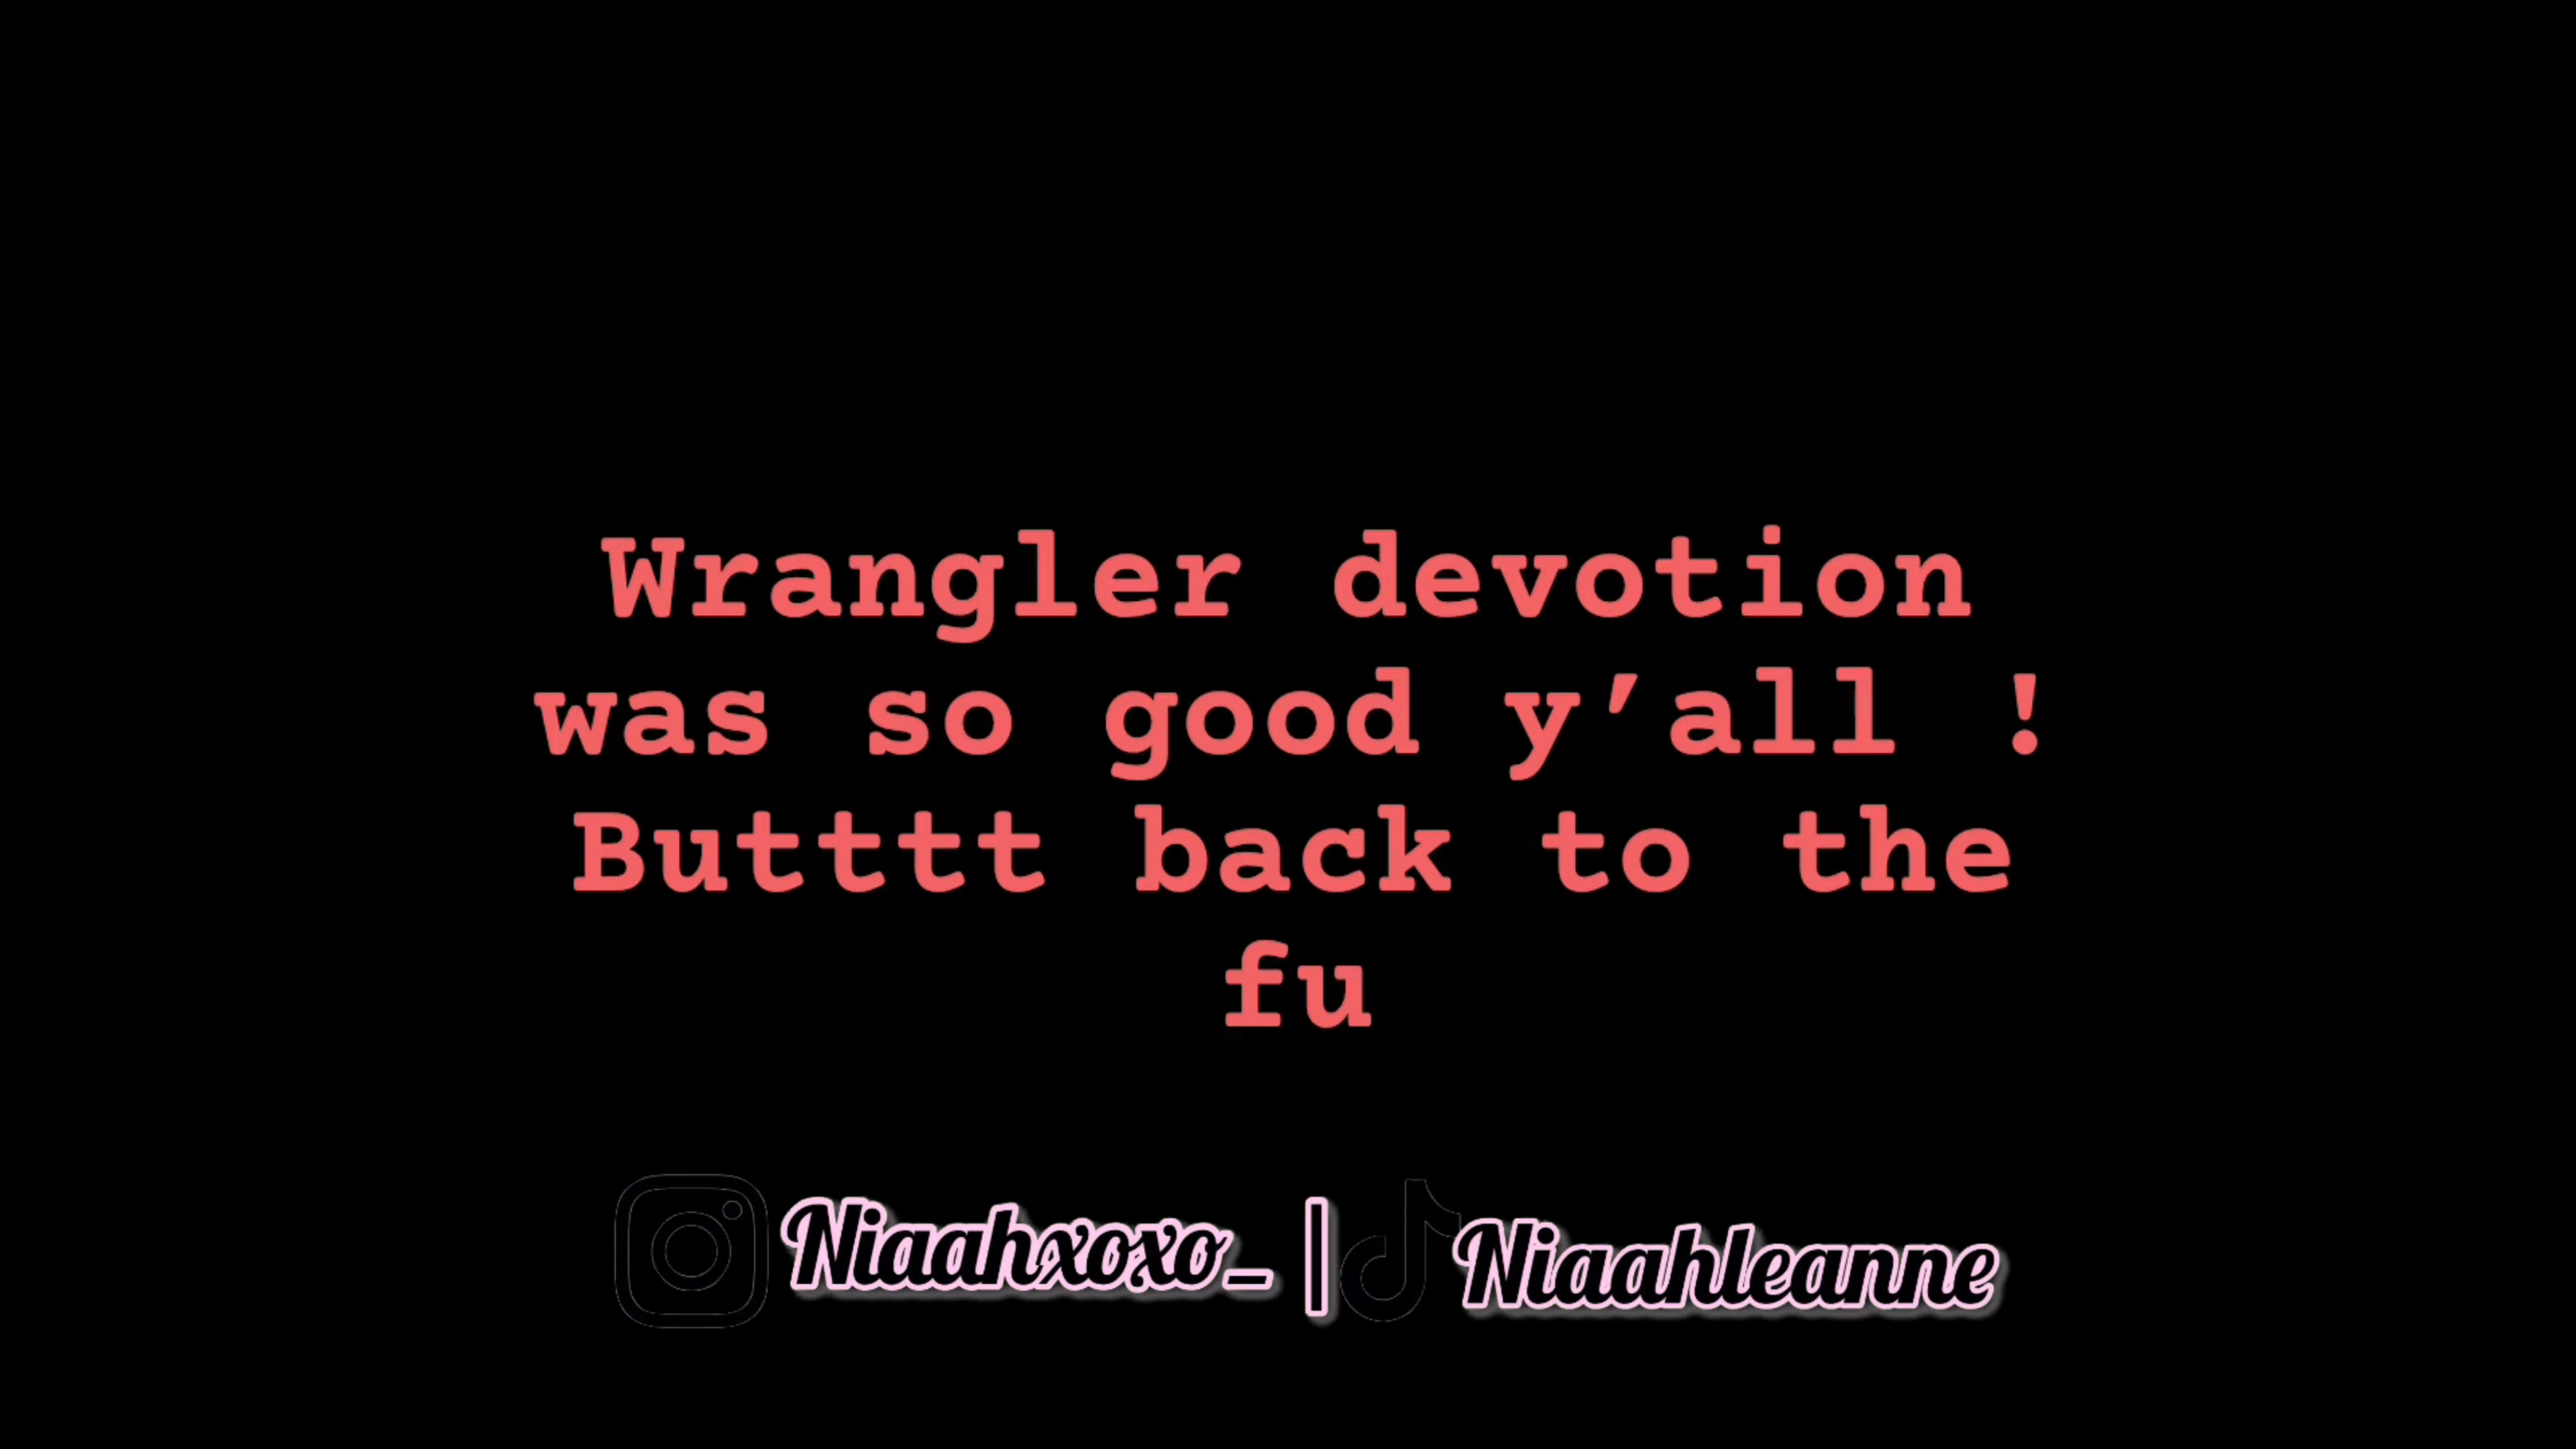 Wrangler devotion
was so good y’all !
Butttt back to the
fu
Niaahxoxo_ | Niaahleanne